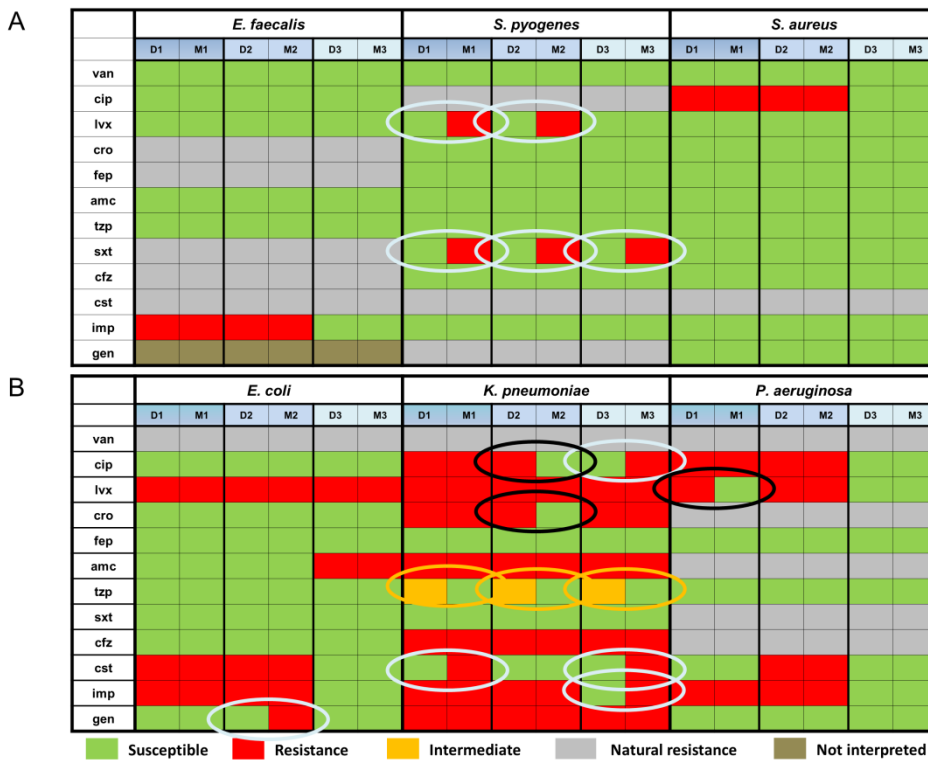 A
E. faecalis S. pyogenes S. aureus
D1 M1 D2 M2 D3 M3 D1 M1 D2 M2 D3 M3 D1 M1 D2 M2 D3 M3
van
cip
lvx
cro
fep
amc
tzp
sxt
cfz
cst
imp
gen
B
E. coli K. pneumoniae P. aeruginosa
D1 M1 D2 M2 D3 M3 D1 M1 D2 M2 D3 M3 D1 M1 D2 M2 D3 M3
van
cip
lvx
cro
fep
amc
tzp
sxt
cfz
cst
imp
gen
Susceptible Resistance Intermediate Natural resistance Not interpreted